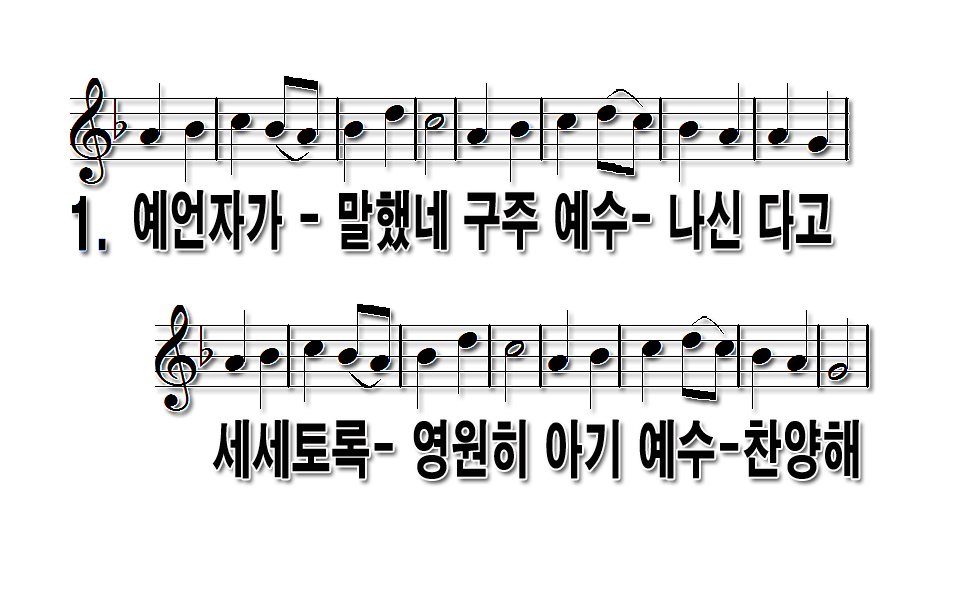 1. 예언자가 - 말했네 구주 예수- 나신 다고
세세토록- 영원히 아기 예수-찬양해